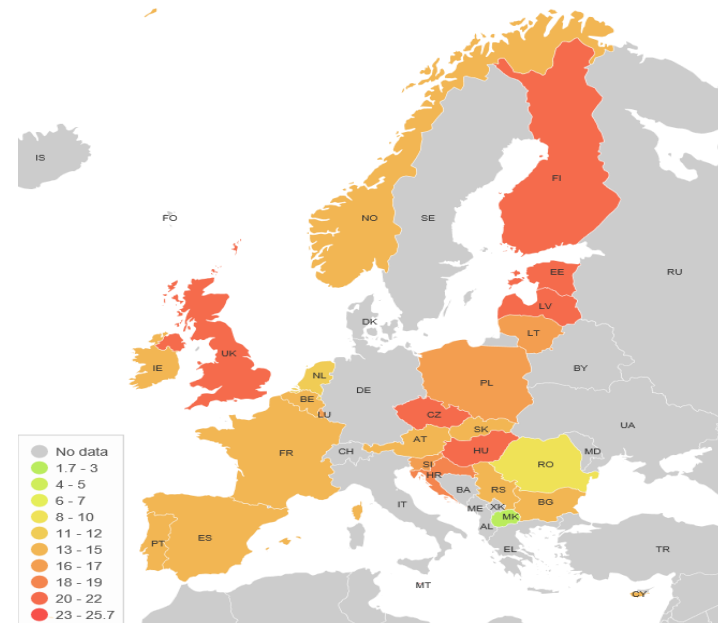 IS
FO
NO
SE
FI
RU
EE
LV
LT
DK
IE
UK
NL
BE
LU
DE
PL
BY
CZ
SK
UA
FR
CH
AT
HU
SI
HR
RO
MD
PT
ES
IT
BA
RS
ME
XK
BG
MK
AL
EL
TR
MT
CY
No data
1.7 - 3
4 - 5
6 - 7
8 - 10
11 - 12
13 - 15
16 - 17
18 - 19
20 - 22
23 - 25.7